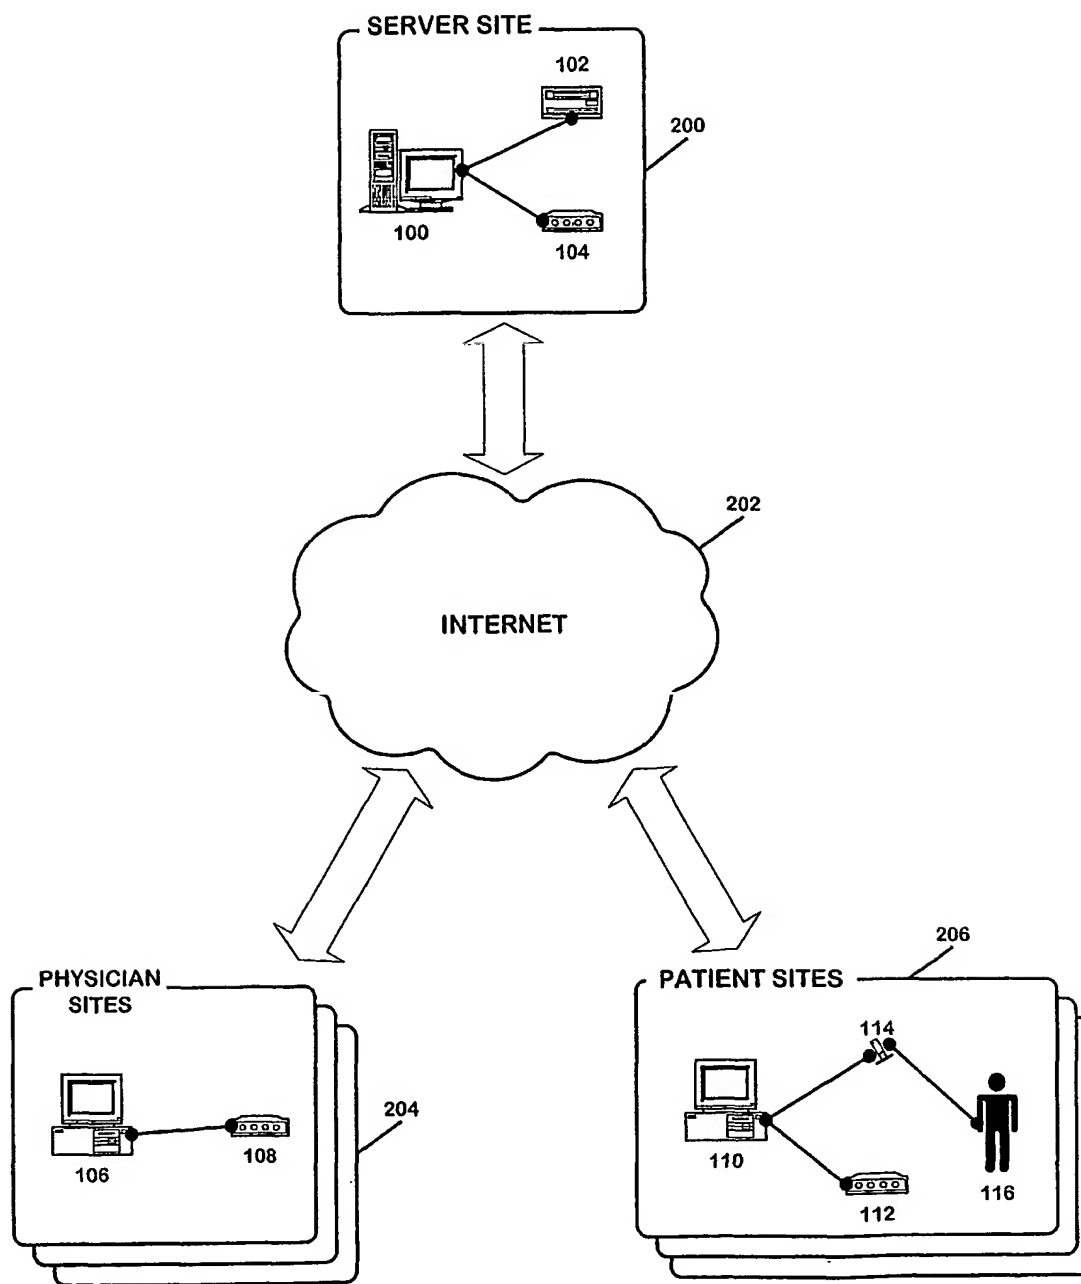 SERVER SITE
102
200
100
104
202
INTERNET
206
PHYSICIAN
SITES
PATIENT SITES
114
204
106
108
110
112
116